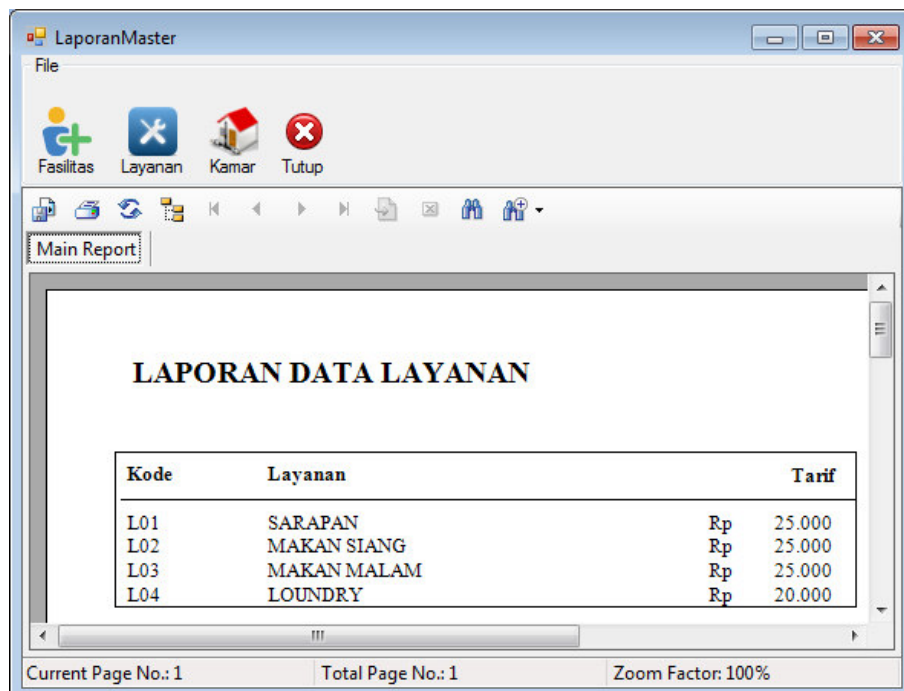 LaporanMaster
File
Fasilitas Layanan Kamar Tutup
Main Report
LAPORAN DATA LAYANAN
Kode Layanan Tarif
L01 SARAPAN Rp 25.000
L02 MAKAN SIANG Rp 25.000
L03 MAKAN MALAM Rp 25.000
L04 LOUNDRY Rp 20.000
Current Page No.: 1 Total Page No.: 1 Zoom Factor: 100%